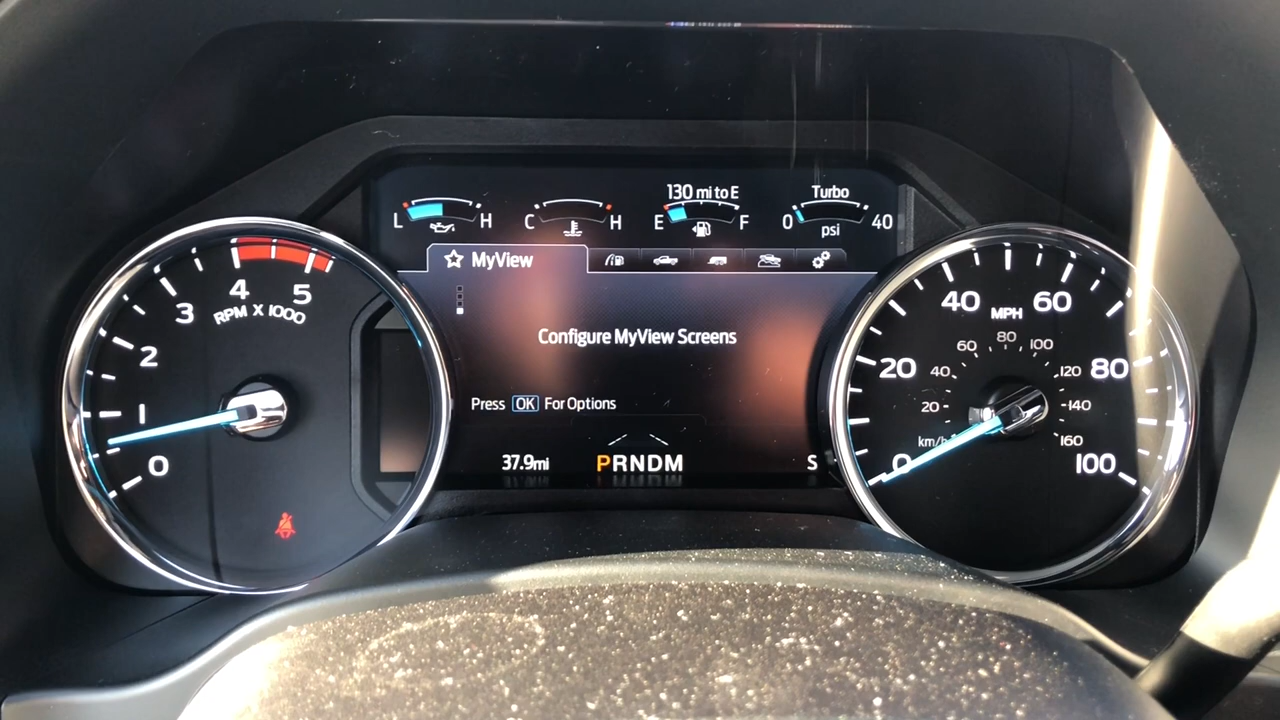 130 mi to E
Turbo
L H
C H
E F
0 40
psi
MyView
Configure MyView Screens
Press OK For Options
37.9mi
PRNDM
S
0
1
2
3
4
5
RPM X 1000
0
20
40
60
80
100
MPH
km/h
20
40
60
80
100
120
140
160